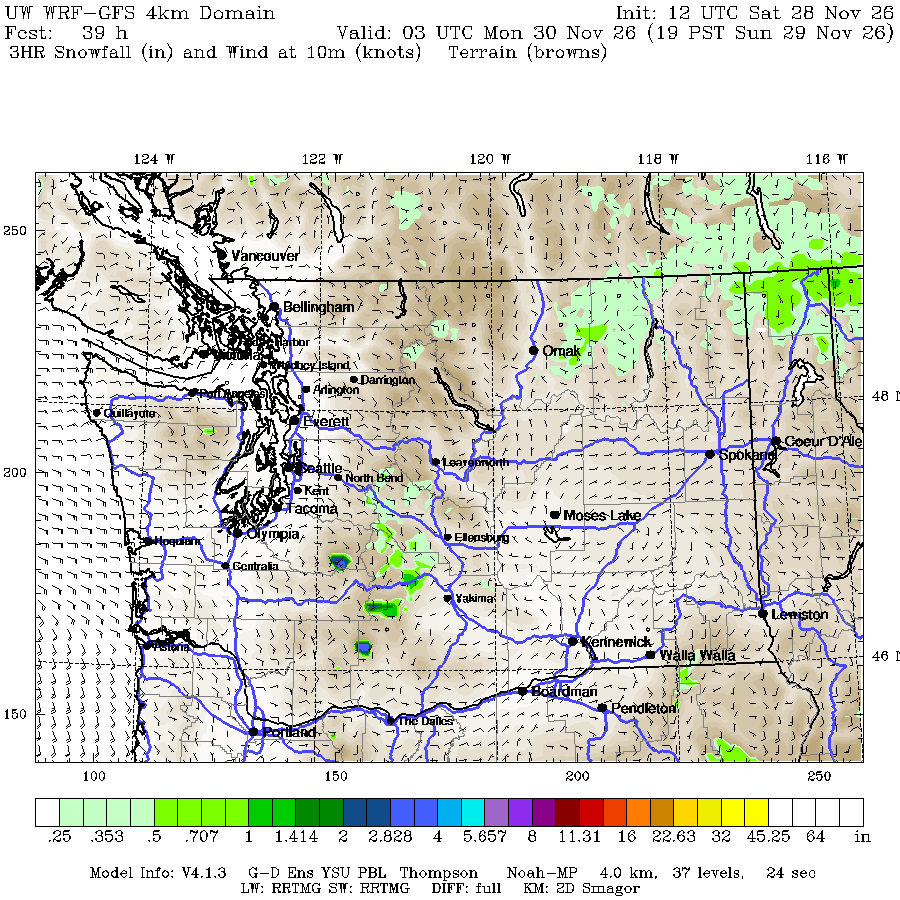 UW WRF-GFS 4km Domain Init: 12 UTC Sat 28 Nov 26
Fcst: 39 h Valid: 03 UTC Mon 30 Nov 26 (19 PST Sun 29 Nov 26)
3HR Snowfall (in) and Wind at 10m (knots) Terrain (browns)
124 W 122 W 120 W 118 W 116 W
250
Vancouver
Bellingham
Omak
Whidbey Island
Darrington
Arlington
Port Angeles
48 N
Quillayute
Everett
Coeur D'Ale
Spokane
Leavenworth
200
Seattle
North Bend
Kent
Tacoma
Moses Lake
Olympia
Ellensburg
Hoquiam
Centralia
Yakima
Lewiston
Kennewick
Astoria
Walla Walla
46 N
Boardman
Pendleton
150
The Dalles
Portland
100 150 200 250
.25 .353 .5 .707 1 1.414 2 2.828 4 5.657 8 11.31 16 22.63 32 45.25 64 in
Model Info: V4.1.3 G-D Ens YSU PBL Thompson Noah-MP 4.0 km, 37 levels, 24 sec
LW: RRTMG SW: RRTMG DIFF: full KM: 2D Smagor